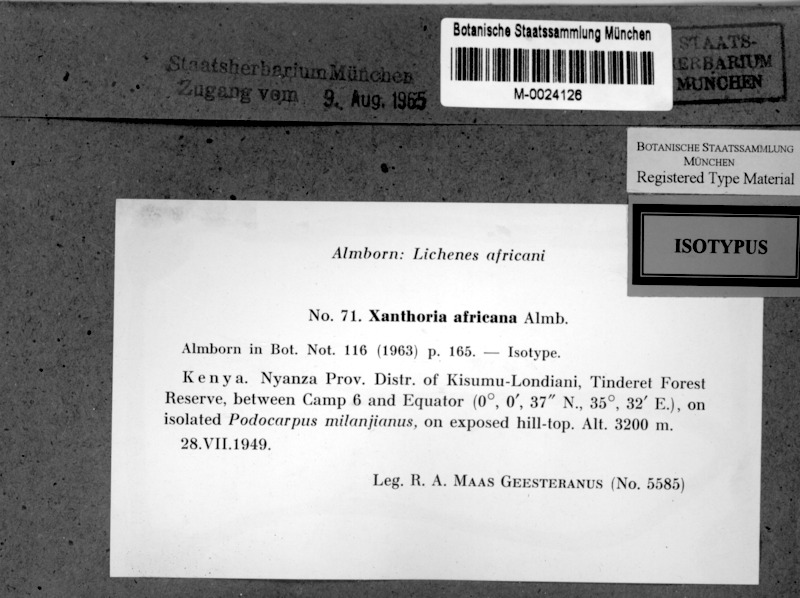 Botanische Staatssammlung München
M-0024126
STAATS-
HERBARIUM
MÜNCHEN
Staatsherbarium München
Zugang vom 9. Aug. 1965
BOTANISCHE STAATSSAMMLUNG
MÜNCHEN
Registered Type Material
ISOTYPUS
Almborn: Lichenes africani
No. 71. Xanthoria africana Almb.
Almborn in Bot. Not. 116 (1963) p. 165. — Isotype.
Kenya. Nyanza Prov. Distr. of Kisumu-Londiani, Tinderet Forest
Reserve, between Camp 6 and Equator (0°, 0′, 37″ N., 35°, 32′ E.), on
isolated Podocarpus milanjianus, on exposed hill-top. Alt. 3200 m.
28.VII.1949.
Leg. R. A. MAAS GEESTERANUS (No. 5585)